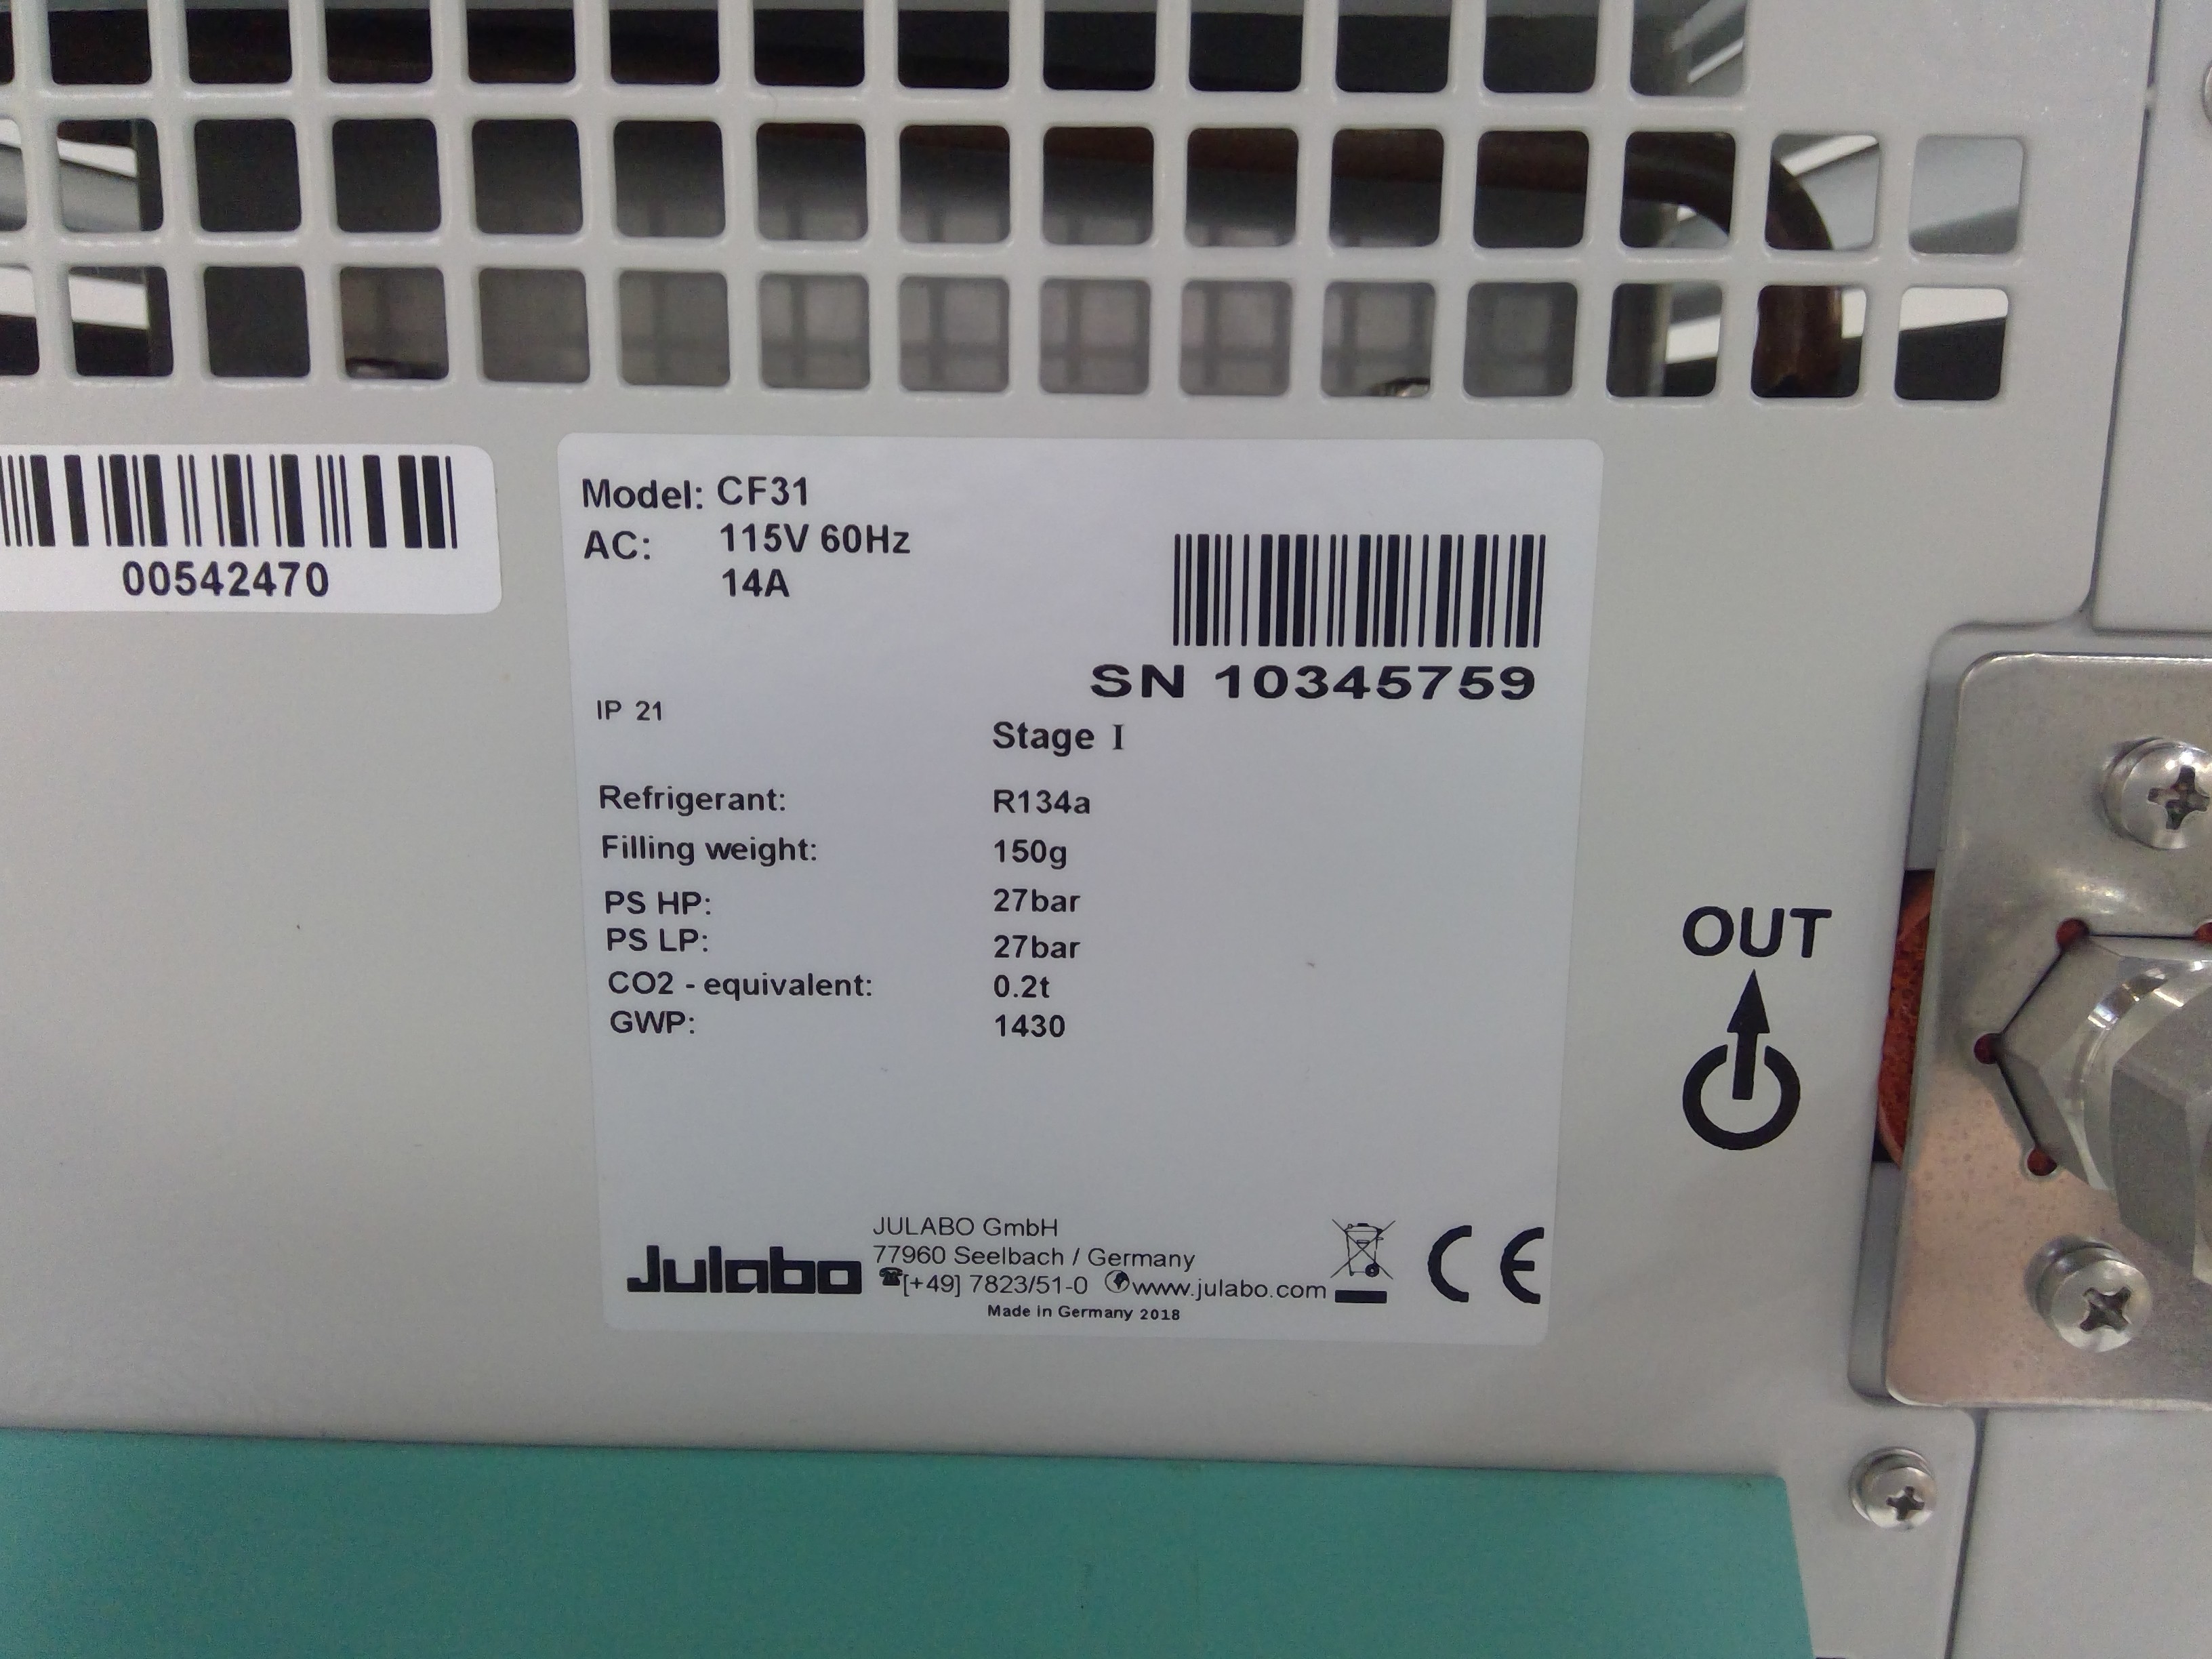 00542470
Model: CF31
AC: 115V 60Hz
14A
SN 10345759
IP 21
Stage I
Refrigerant: R134a
Filling weight: 150g
PS HP: 27bar
PS LP: 27bar
CO2 - equivalent: 0.2t
GWP: 1430
OUT
Julabo
JULABO GmbH
77960 Seelbach / Germany
[+49] 7823/51-0 www.julabo.com
Made in Germany 2018
CE